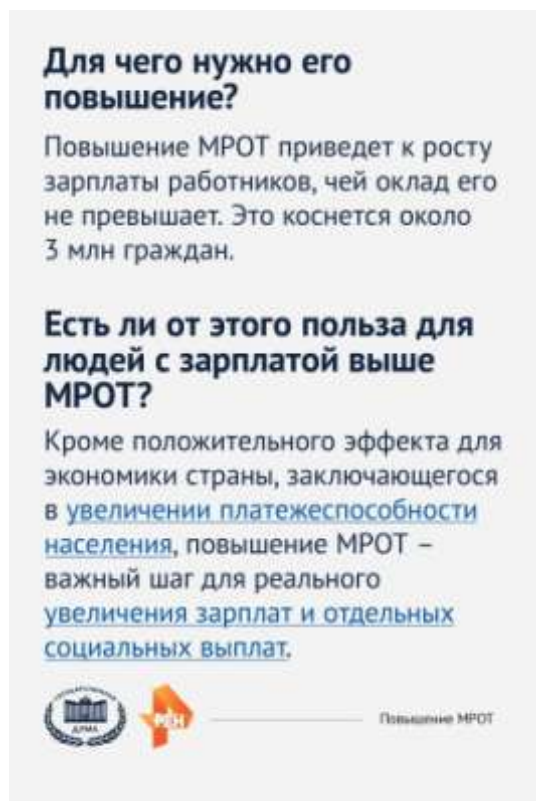 Для чего нужно его
повышение?
Повышение МРОТ приведет к росту
зарплаты работников, чей оклад его
не превышает. Это коснется около
3 млн граждан.
Есть ли от этого польза для
людей с зарплатой выше
МРОТ?
Кроме положительного эффекта для
экономики страны, заключающегося
в увеличении платежеспособности
населения, повышение МРОТ –
важный шаг для реального
увеличения зарплат и отдельных
социальных выплат.
ГОСУДАРСТВЕННАЯ
ДУМА
РЕН
Повышение МРОТ